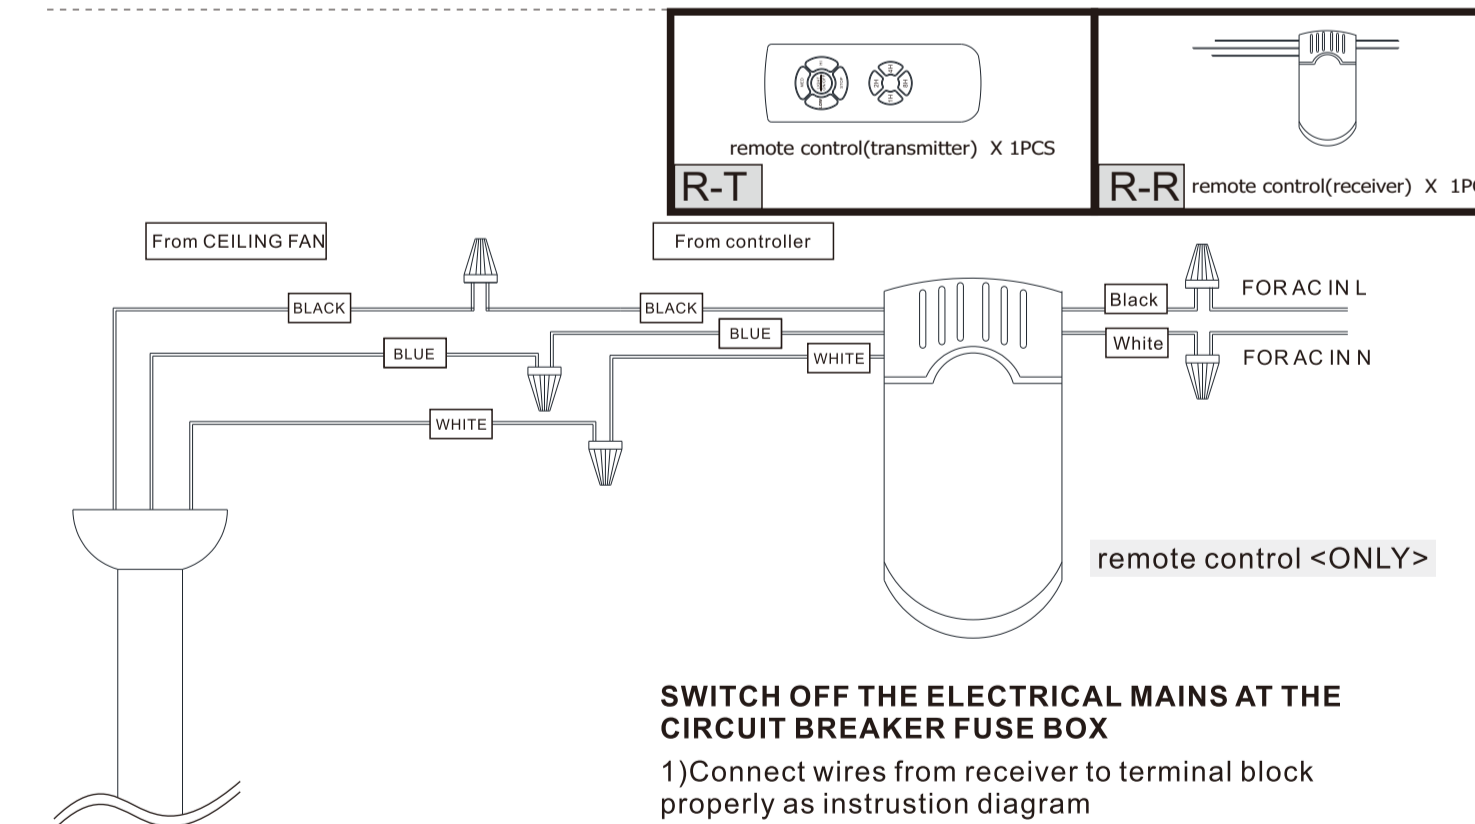 remote control(transmitter) X 1PCS
R-T
R-R
remote control(receiver) X
From CEILING FAN
From controller
BLACK
BLACK
Black
FOR AC IN L
BLUE
BLUE
White
FOR AC IN N
WHITE
WHITE
remote control <ONLY>
SWITCH OFF THE ELECTRICAL MAINS AT THE
CIRCUIT BREAKER FUSE BOX
1)Connect wires from receiver to terminal block
properly as instrustion diagram